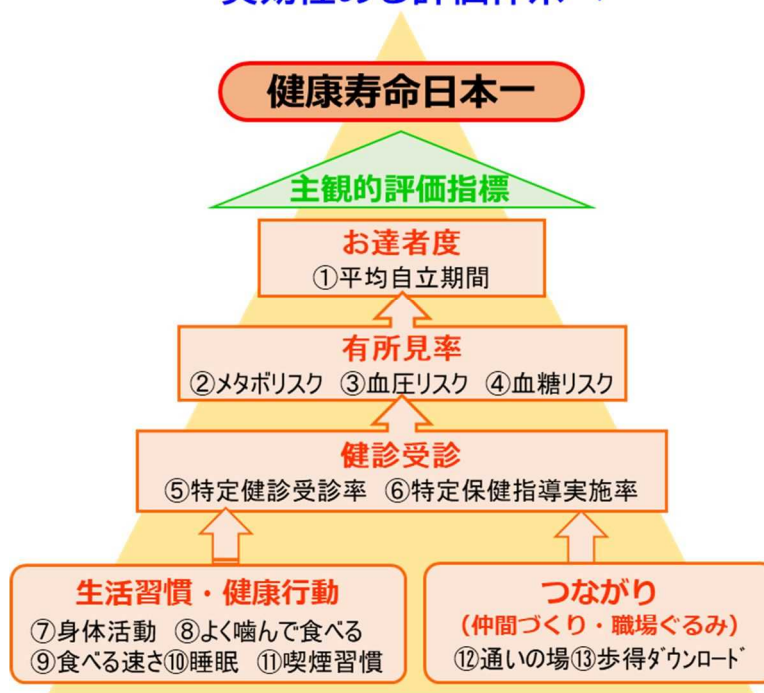 健康寿命日本一
主観的評価指標
お達者度
①平均自立期間
有所見率
②メタボリスク ③血圧リスク ④血糖リスク
健診受診
⑤特定健診受診率 ⑥特定保健指導実施率
生活習慣・健康行動
⑦身体活動 ⑧よく噛んで食べる
⑨食べる速さ⑩睡眠 ⑪喫煙習慣
つながり
(仲間づくり・職場ぐるみ)
⑫通いの場⑬歩得ﾀﾞｳﾝﾛｰﾄﾞ